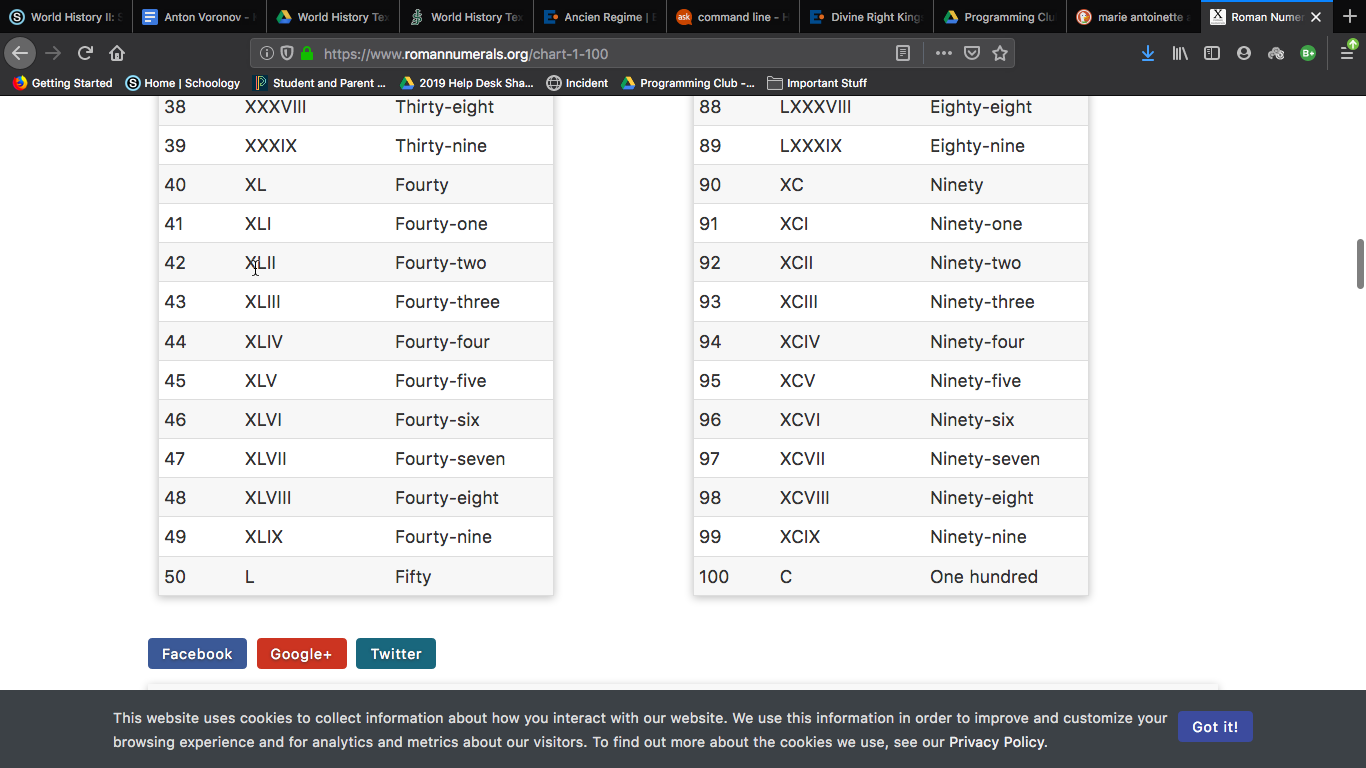 World History II:
Anton Voronov -
World History Te
World History Te
Ancien Regime |
ask command line - H
Divine Right King
Programming Clu
marie antoinette
X Roman Nume
https://www.romannumerals.org/chart-1-100
Getting Started
Home | Schoology
Student and Parent ...
2019 Help Desk Sha...
Incident
Programming Club -...
Important Stuff
B+
38 XXXVIII Thirty-eight
39 XXXIX Thirty-nine
40 XL Fourty
41 XLI Fourty-one
42 XLII Fourty-two
43 XLIII Fourty-three
44 XLIV Fourty-four
45 XLV Fourty-five
46 XLVI Fourty-six
47 XLVII Fourty-seven
48 XLVIII Fourty-eight
49 XLIX Fourty-nine
50 L Fifty
88 LXXXVIII Eighty-eight
89 LXXXIX Eighty-nine
90 XC Ninety
91 XCI Ninety-one
92 XCII Ninety-two
93 XCIII Ninety-three
94 XCIV Ninety-four
95 XCV Ninety-five
96 XCVI Ninety-six
97 XCVII Ninety-seven
98 XCVIII Ninety-eight
99 XCIX Ninety-nine
100 C One hundred
Facebook
Google+
Twitter
This website uses cookies to collect information about how you interact with our website. We use this information in order to improve and customize your
browsing experience and for analytics and metrics about our visitors. To find out more about the cookies we use, see our Privacy Policy.
Got it!